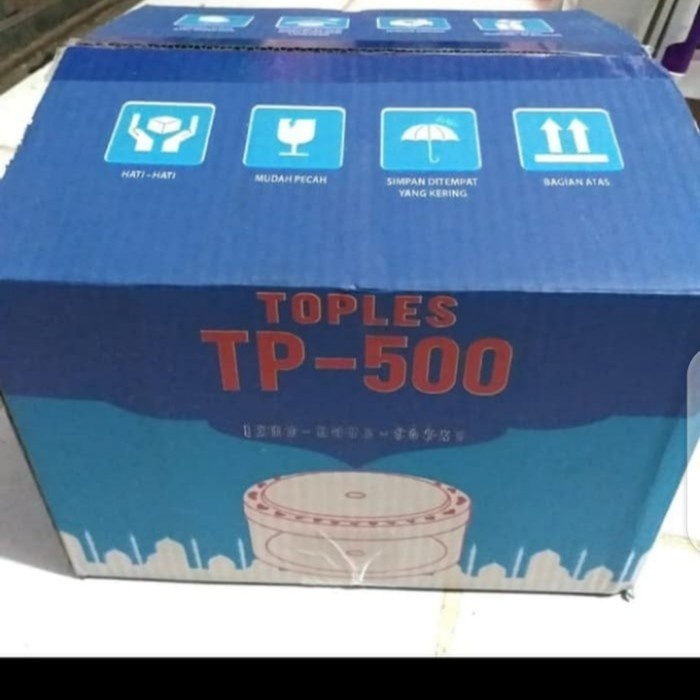 HATI - HATI
MUDAH PECAH
SIMPAN DITEMPAT
YANG KERING
BAGIAN ATAS
TOPLES
TP-500